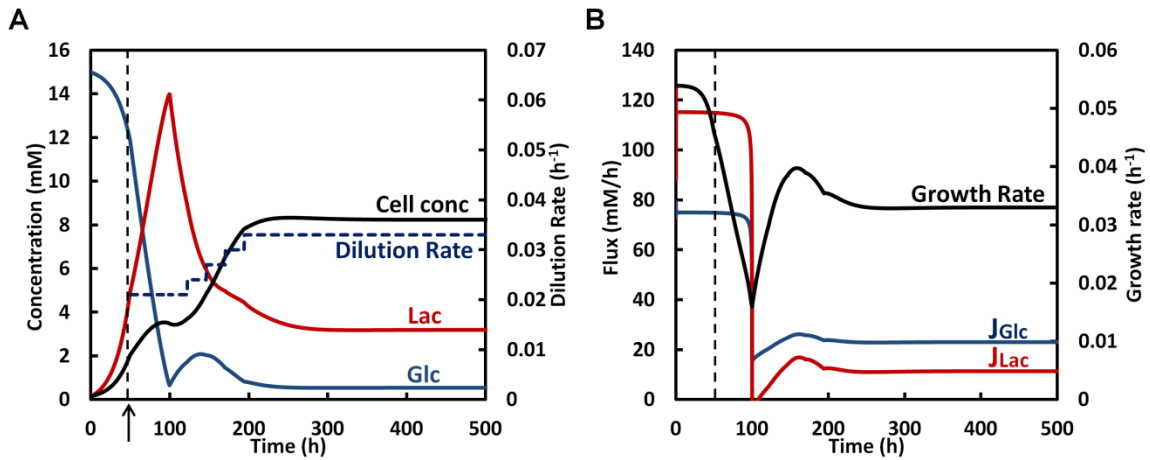 A
16
14
12
10
8
6
4
2
0
Concentration (mM)
0.07
0.06
0.05
0.04
0.03
0.02
0.01
0
Dilution Rate (h-1)
Cell conc
Dilution Rate
Lac
Glc
0 100 200 300 400 500
Time (h)
B
140
120
100
80
60
40
20
0
Flux (mM/h)
0.06
0.05
0.04
0.03
0.02
0.01
0
Growth rate (h-1)
Growth Rate
JGlc
JLac
0 100 200 300 400 500
Time (h)